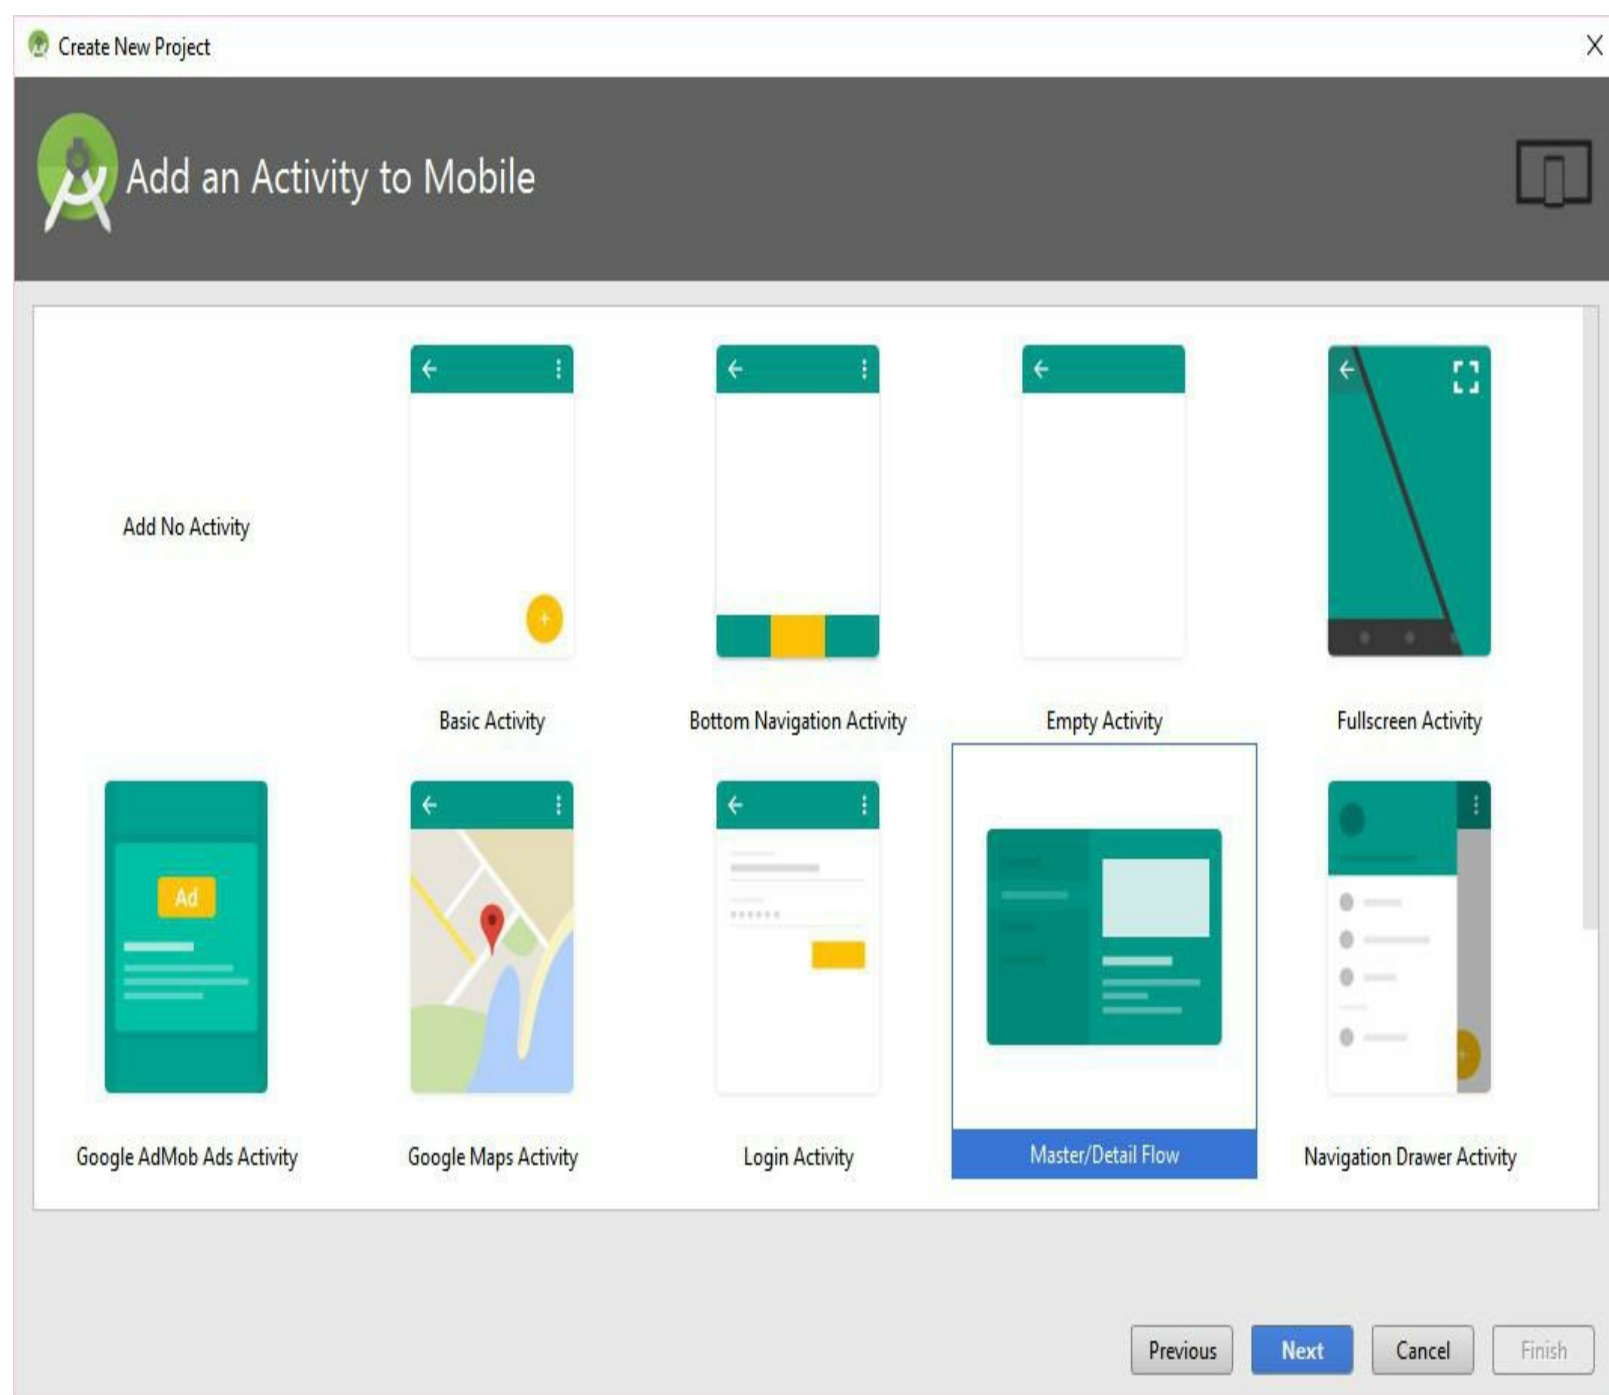 Create New Project
Add an Activity to Mobile
Add No Activity
Basic Activity
Bottom Navigation Activity
Empty Activity
Fullscreen Activity
Ad
Google AdMob Ads Activity
Google Maps Activity
Login Activity
Master/Detail Flow
Navigation Drawer Activity
Previous
Next
Cancel
Finish